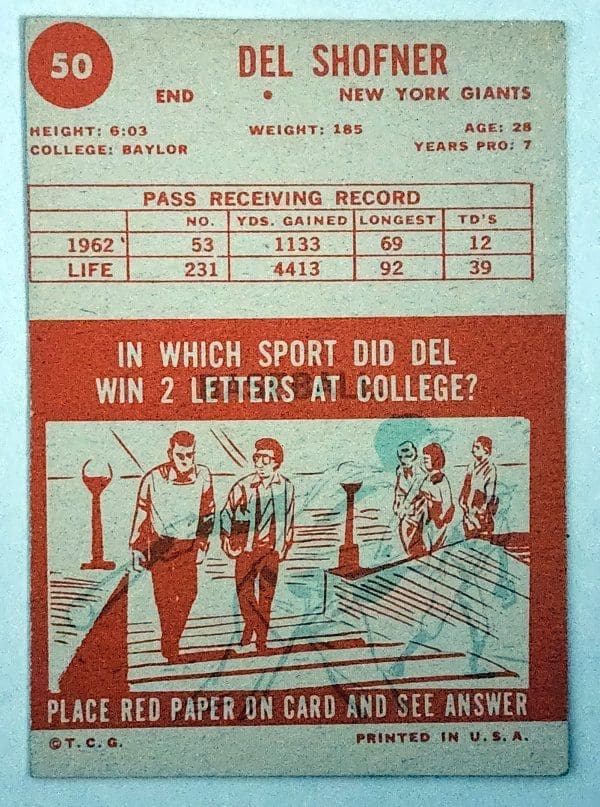 50
DEL SHOFNER
END • NEW YORK GIANTS
HEIGHT: 6:03 WEIGHT: 185 AGE: 28
COLLEGE: BAYLOR YEARS PRO: 7
PASS RECEIVING RECORD
NO. YDS. GAINED LONGEST TD'S
1962 53 1133 69 12
LIFE 231 4413 92 39
IN WHICH SPORT DID DEL
WIN 2 LETTERS AT COLLEGE?
PLACE RED PAPER ON CARD AND SEE ANSWER
©T.C.G. PRINTED IN U.S.A.